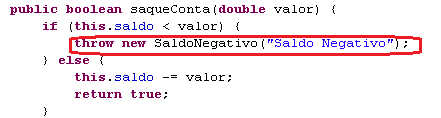 public boolean saqueConta(double valor) {
if (this.saldo < valor) {
throw new SaldoNegativo("Saldo Negativo");
} else {
this.saldo -= valor;
return true;
}